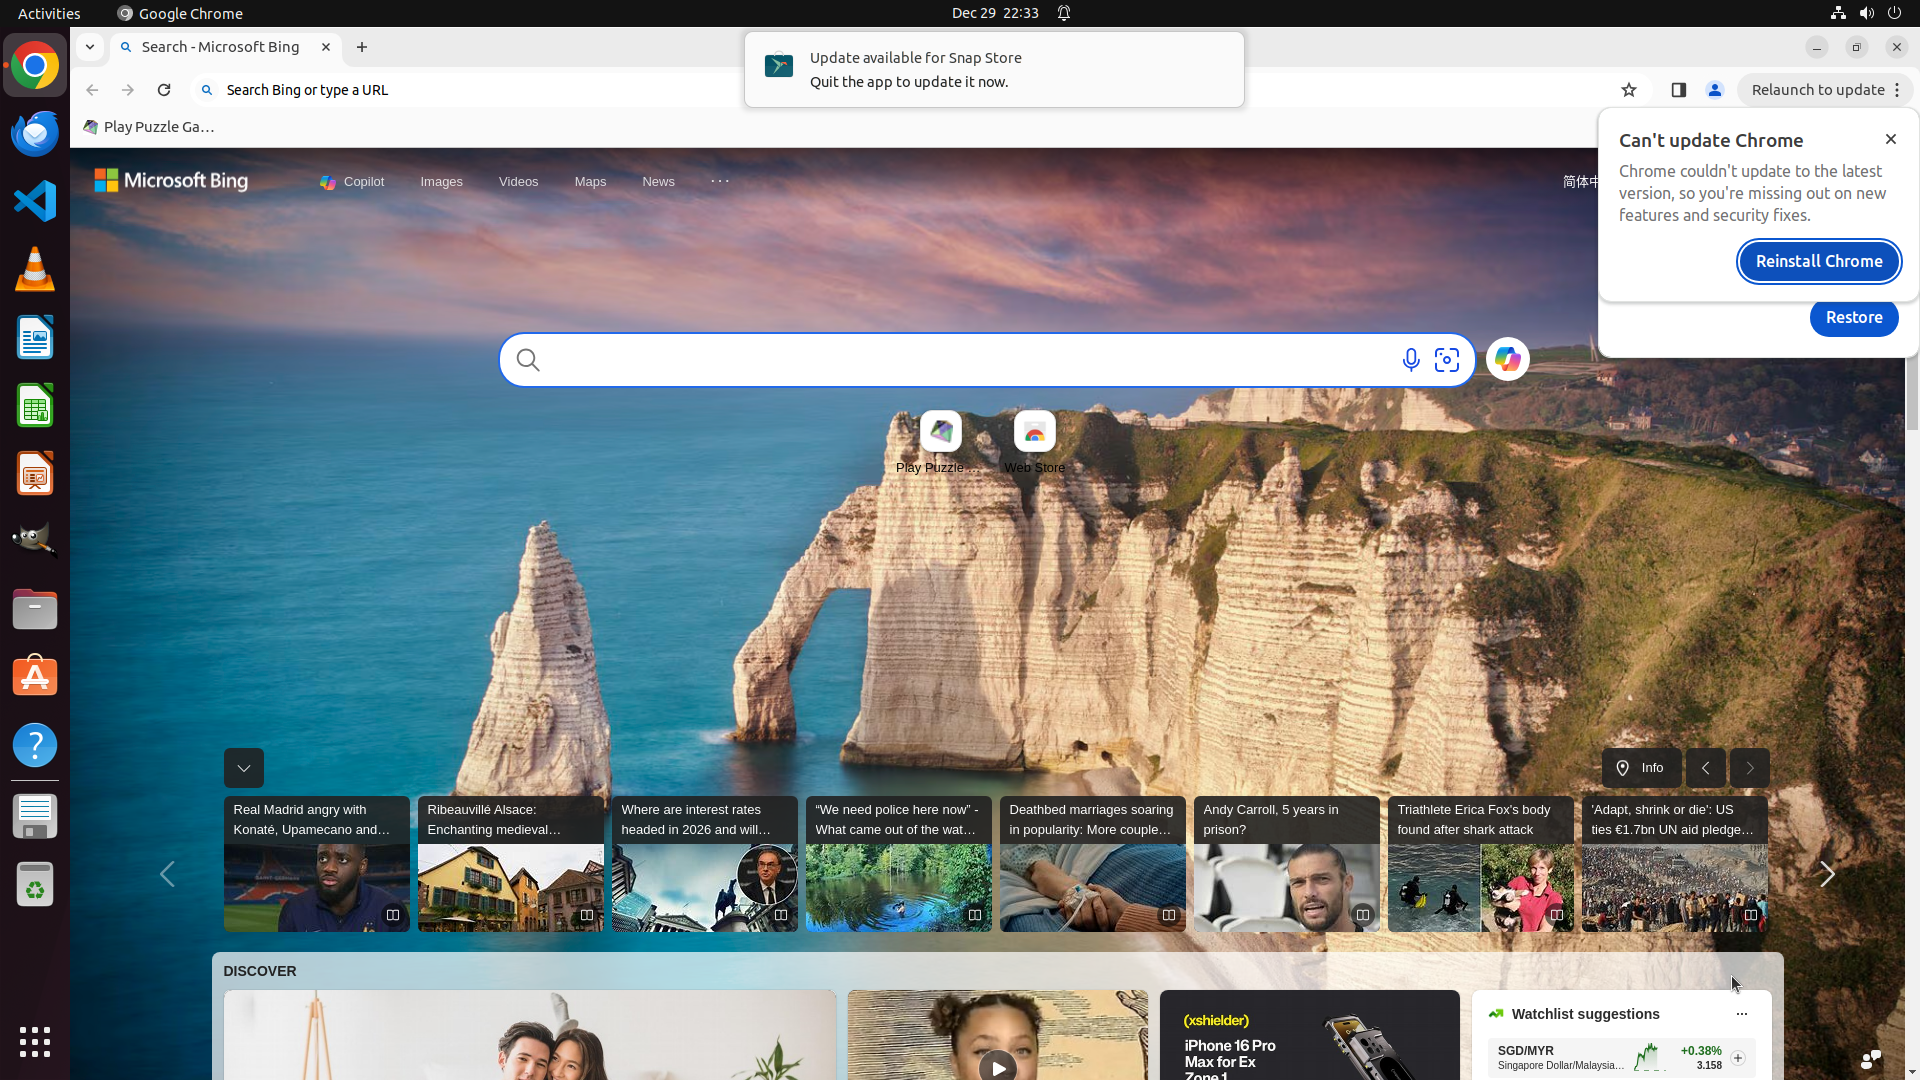 Activities
Google Chrome
Dec 29 22:33
Search - Microsoft Bing
Update available for Snap Store
Quit the app to update it now.
Search Bing or type a URL
Relaunch to update
Play Puzzle Ga…
Can't update Chrome
Chrome couldn't update to the latest
version, so you're missing out on new
features and security fixes.
Reinstall Chrome
Restore
Microsoft Bing
Copilot
Images
Videos
Maps
News
简体中
Play Puzzle …
Web Store
Info
Real Madrid angry with
Konaté, Upamecano and…
Ribeauvillé Alsace:
Enchanting medieval…
Where are interest rates
headed in 2026 and will…
“We need police here now” -
What came out of the wat…
Deathbed marriages soaring
in popularity: More couple…
Andy Carroll, 5 years in
prison?
Triathlete Erica Fox's body
found after shark attack
'Adapt, shrink or die': US
ties €1.7bn UN aid pledge…
DISCOVER
(xshielder)
iPhone 16 Pro
Max for Ex
Zone 1
Watchlist suggestions
SGD/MYR
Singapore Dollar/Malaysia…
+0.38%
3.158